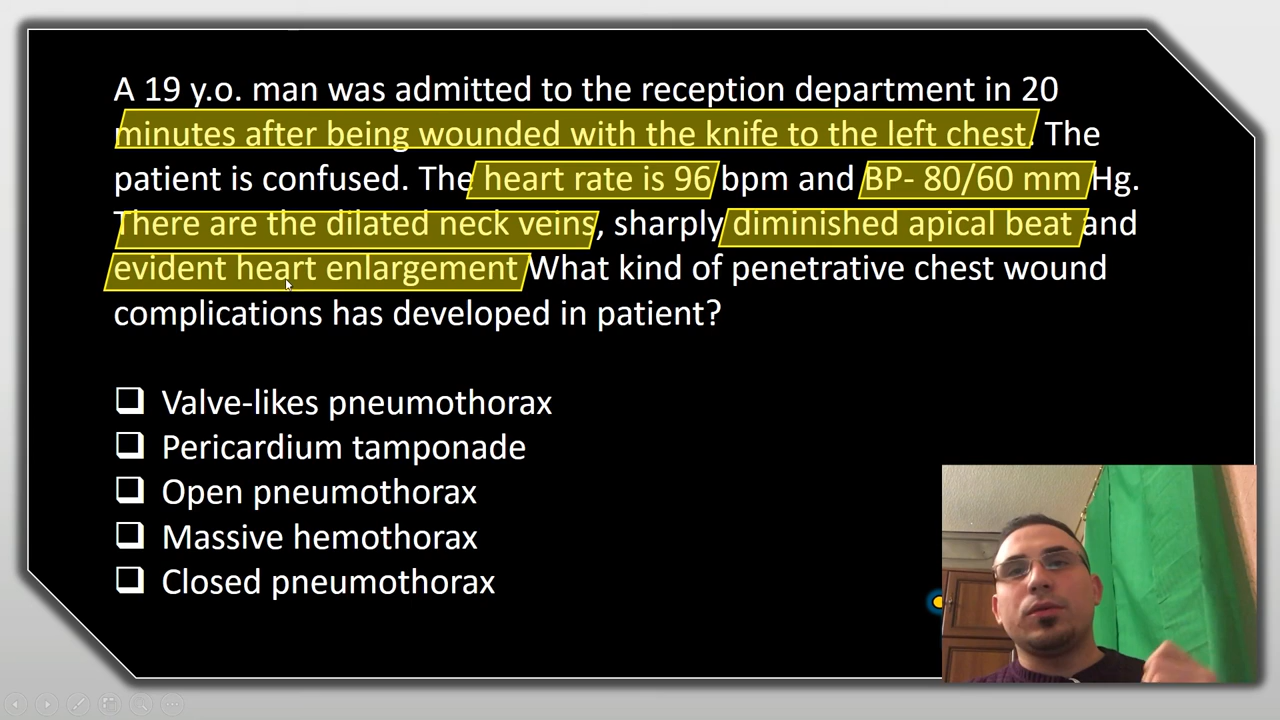 A 19 y.o. man was admitted to the reception department in 20
minutes after being wounded with the knife to the left chest. The
patient is confused. The heart rate is 96 bpm and BP- 80/60 mm Hg.
There are the dilated neck veins, sharply diminished apical beat and
evident heart enlargement What kind of penetrative chest wound
complications has developed in patient?
Valve-likes pneumothorax
Pericardium tamponade
Open pneumothorax
Massive hemothorax
Closed pneumothorax